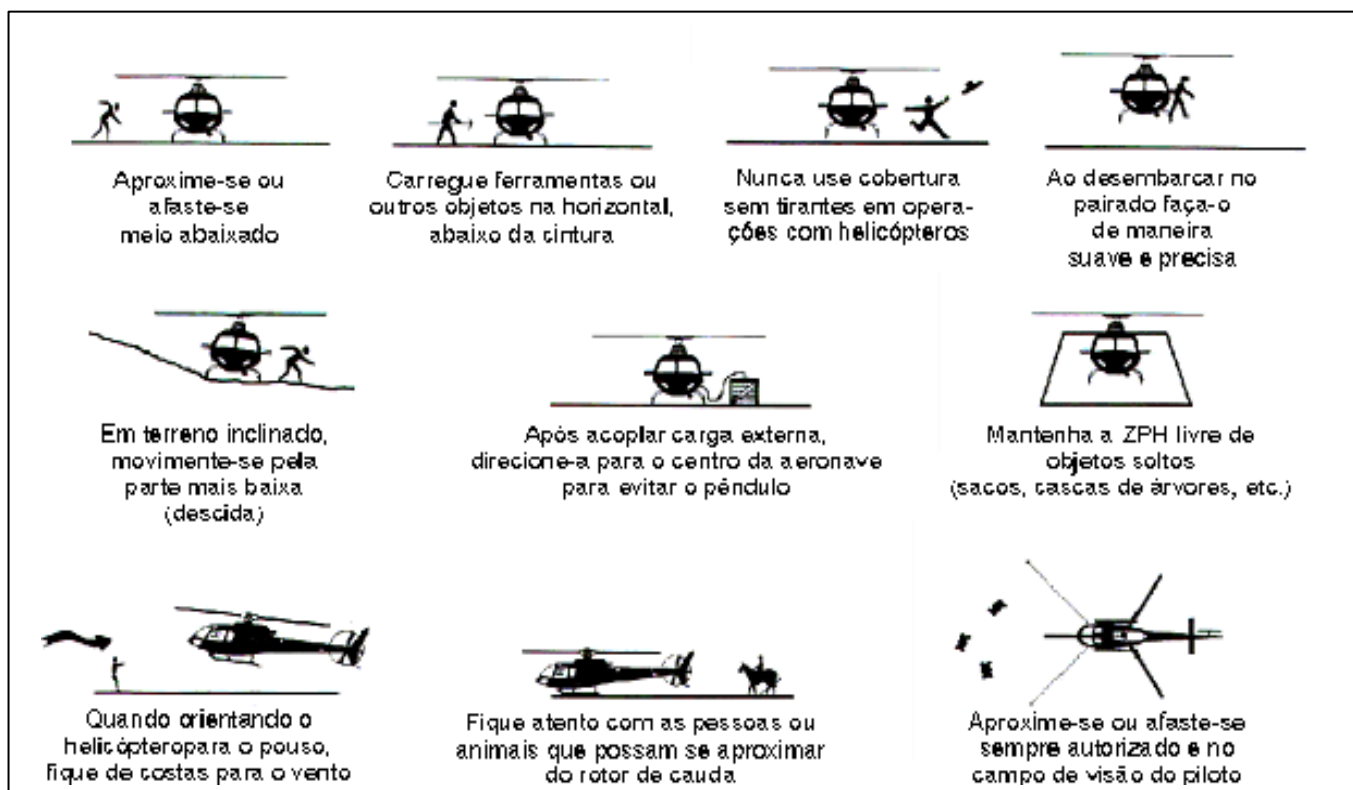 Aproxime-se ou
afaste-se
meio abaixado
Carregue ferramentas ou
outros objetos na horizontal,
abaixo da cintura
Nunca use cobertura
sem tirantes em opera-
ções com helicópteros
Ao desembarcar no
pairado faça-o
de maneira
suave e precisa
Em terreno inclinado,
movimente-se pela
parte mais baixa
(descida)
Após acoplar carga externa,
direcione-a para o centro da aeronave
para evitar o pêndulo
Mantenha a ZPH livre de
objetos soltos
(sacos, cascas de árvores, etc.)
Quando orientando o
helicópteropara o pouso,
fique de costas para o vento
Fique atento com as pessoas ou
animais que possam se aproximar
do rotor de cauda
Aproxime-se ou afaste-se
sempre autorizado e no
campo de visão do piloto